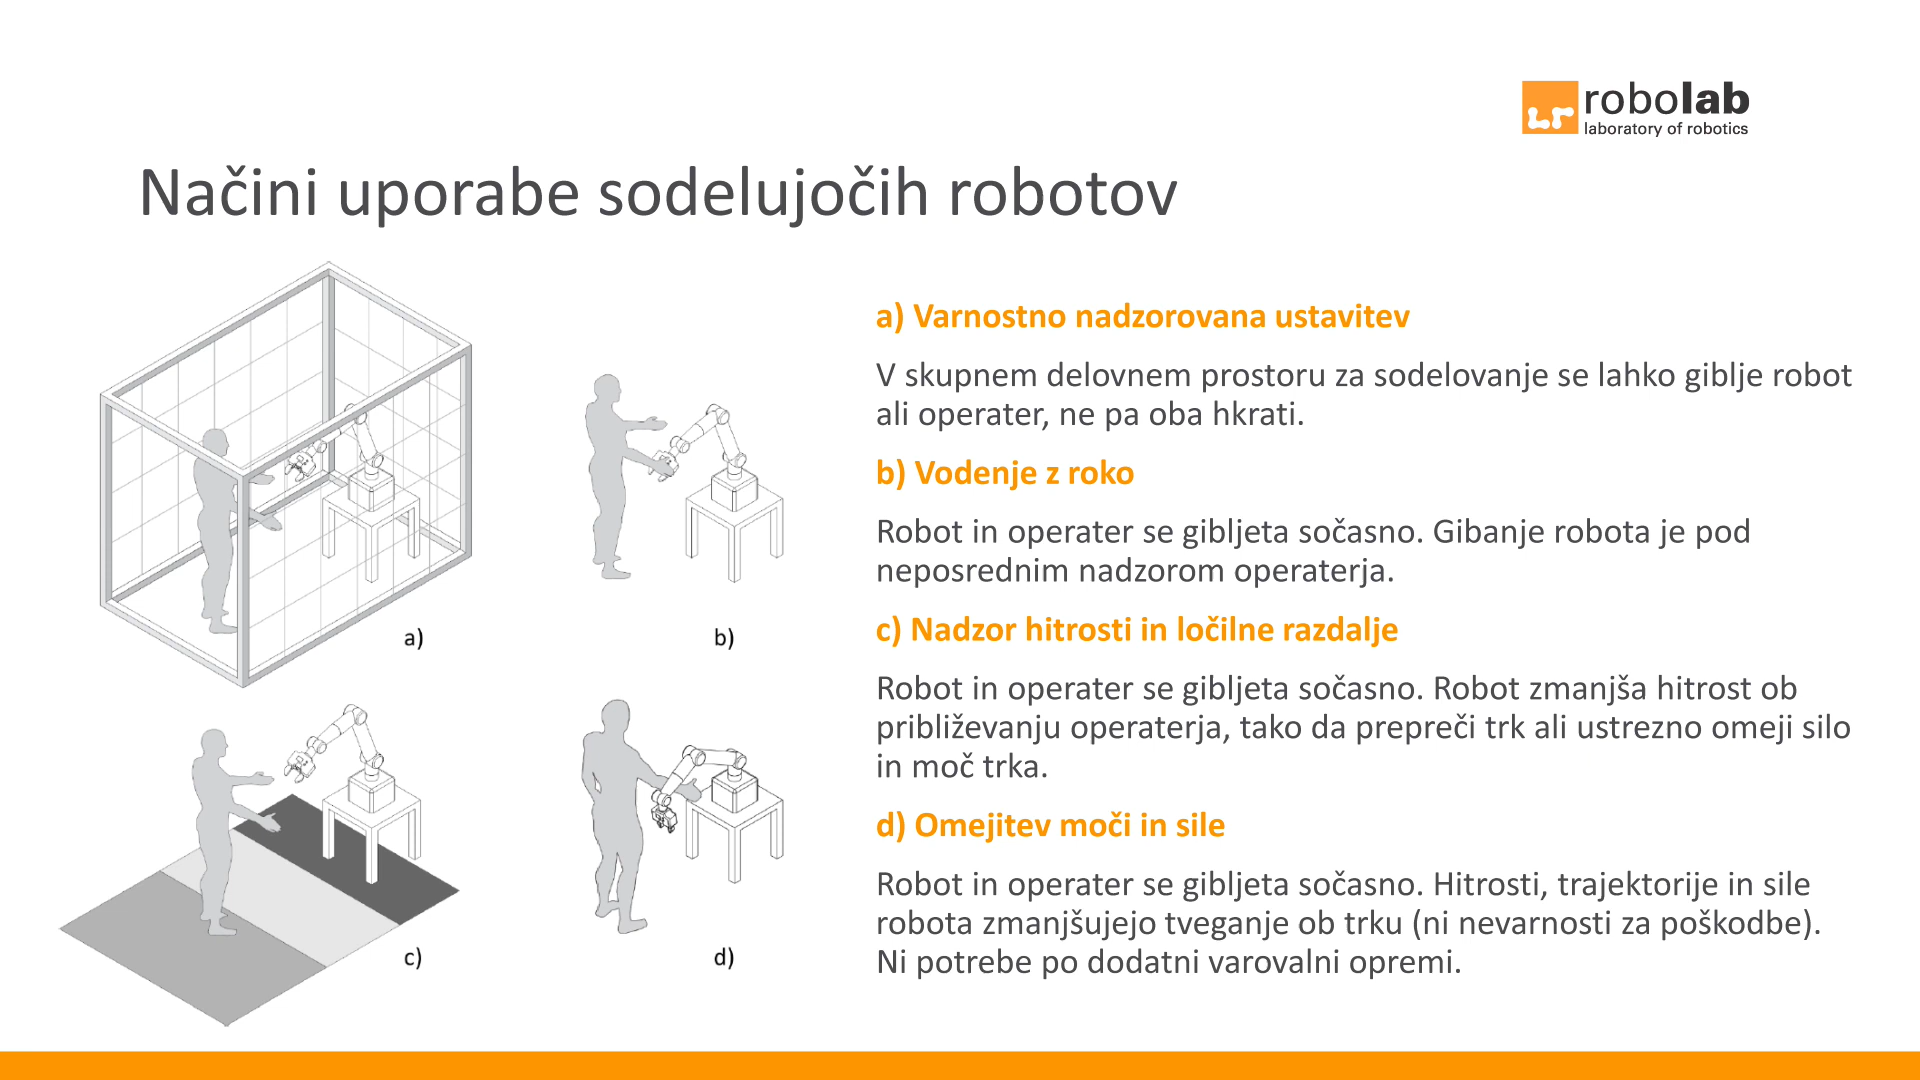 robolab
laboratory of robotics
Načini uporabe sodelujočih robotov
a)
b)
c)
d)
a) Varnostno nadzorovana ustavitev
V skupnem delovnem prostoru za sodelovanje se lahko giblje robot
ali operater, ne pa oba hkrati.
b) Vodenje z roko
Robot in operater se gibljeta sočasno. Gibanje robota je pod
neposrednim nadzorom operaterja.
c) Nadzor hitrosti in ločilne razdalje
Robot in operater se gibljeta sočasno. Robot zmanjša hitrost ob
približevanju operaterja, tako da prepreči trk ali ustrezno omeji silo
in moč trka.
d) Omejitev moči in sile
Robot in operater se gibljeta sočasno. Hitrosti, trajektorije in sile
robota zmanjšujejo tveganje ob trku (ni nevarnosti za poškodbe).
Ni potrebe po dodatni varovalni opremi.